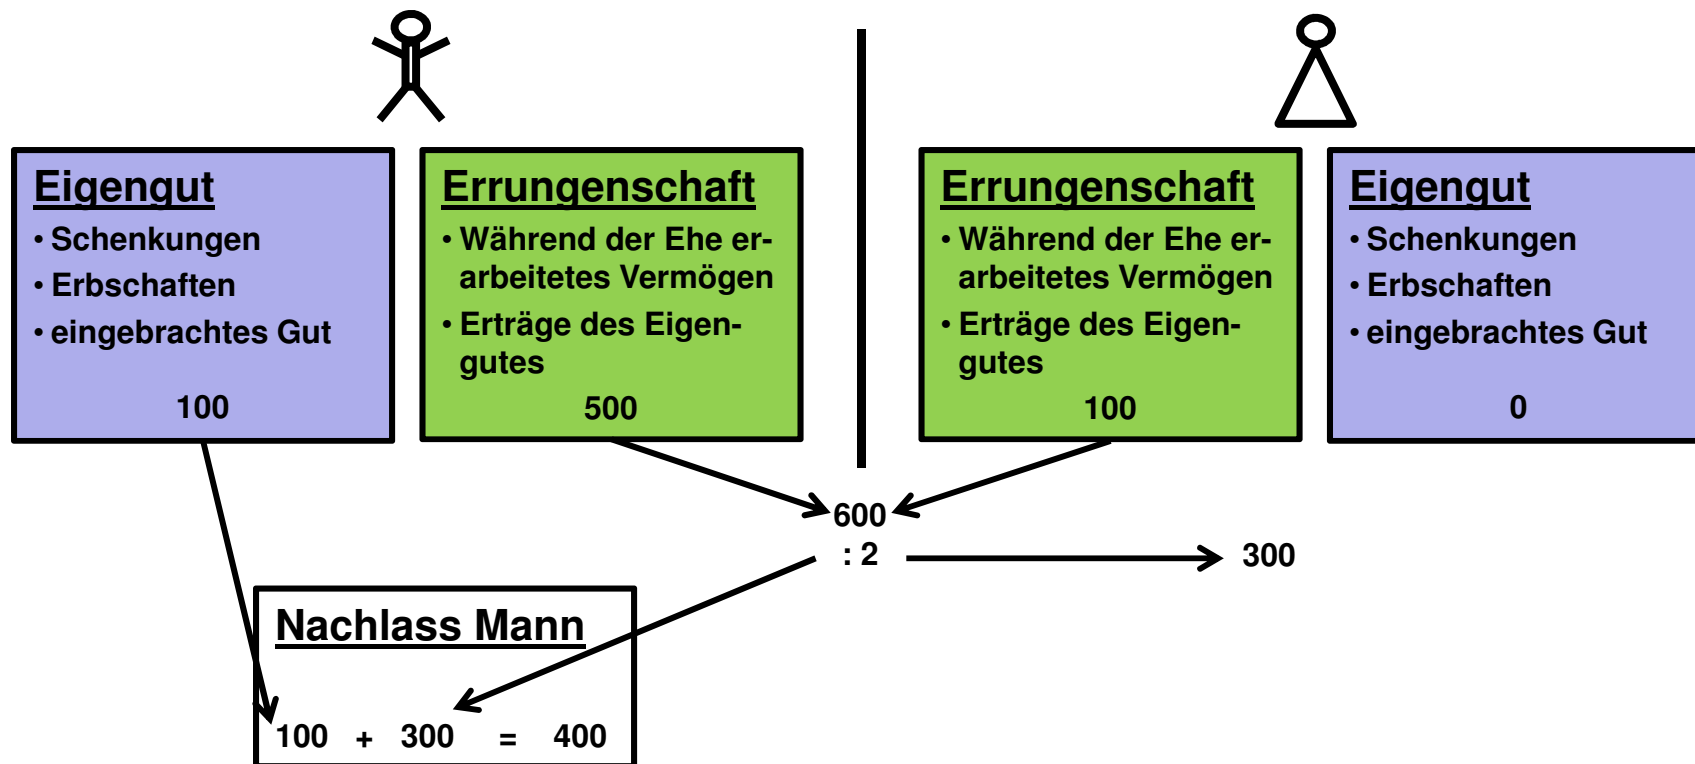 Eigengut
• Schenkungen
• Erbschaften
• eingebrachtes Gut
100
Errungenschaft
• Während der Ehe er-
arbeitetes Vermögen
• Erträge des Eigen-
gutes
500
Errungenschaft
• Während der Ehe er-
arbeitetes Vermögen
• Erträge des Eigen-
gutes
100
Eigengut
• Schenkungen
• Erbschaften
• eingebrachtes Gut
0
600
: 2
300
Nachlass Mann
100 + 300 = 400